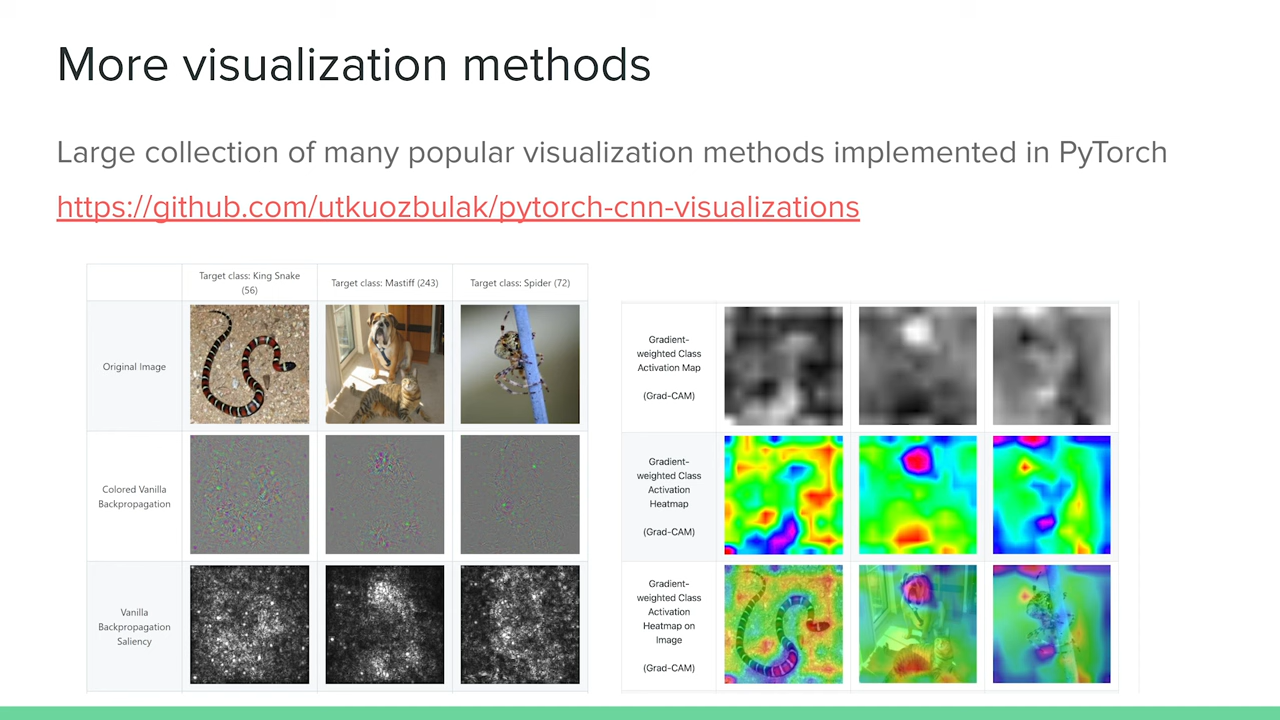 More visualization methods
Large collection of many popular visualization methods implemented in PyTorch
https://github.com/utkuozbulak/pytorch-cnn-visualizations
Target class: King Snake
(56)
Target class: Mastiff (243)
Target class: Spider (72)
Original Image
Colored Vanilla
Backpropagation
Vanilla
Backpropagation
Saliency
Gradient-
weighted Class
Activation Map
(Grad-CAM)
Gradient-
weighted Class
Activation
Heatmap
(Grad-CAM)
Gradient-
weighted Class
Activation
Heatmap on
Image
(Grad-CAM)